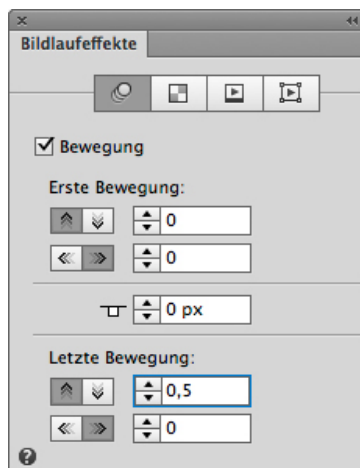 Bildlaufeffekte
Bewegung
Erste Bewegung:
0
0
0 px
Letzte Bewegung:
0,5
0
?